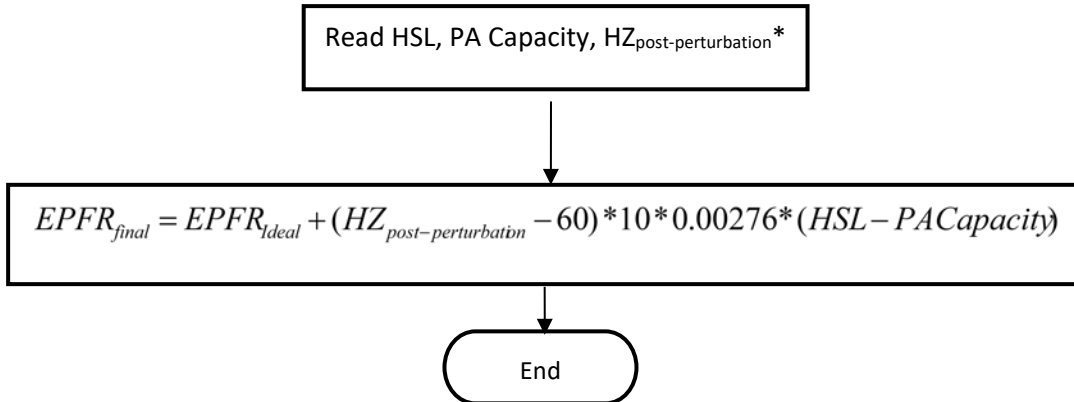 Read HSL, PA Capacity, HZpost-perturbation*
EPFRfinal = EPFRIdeal + (HZpost–perturbation – 60) *10*0.00276* (HSL – PACapacity)
End